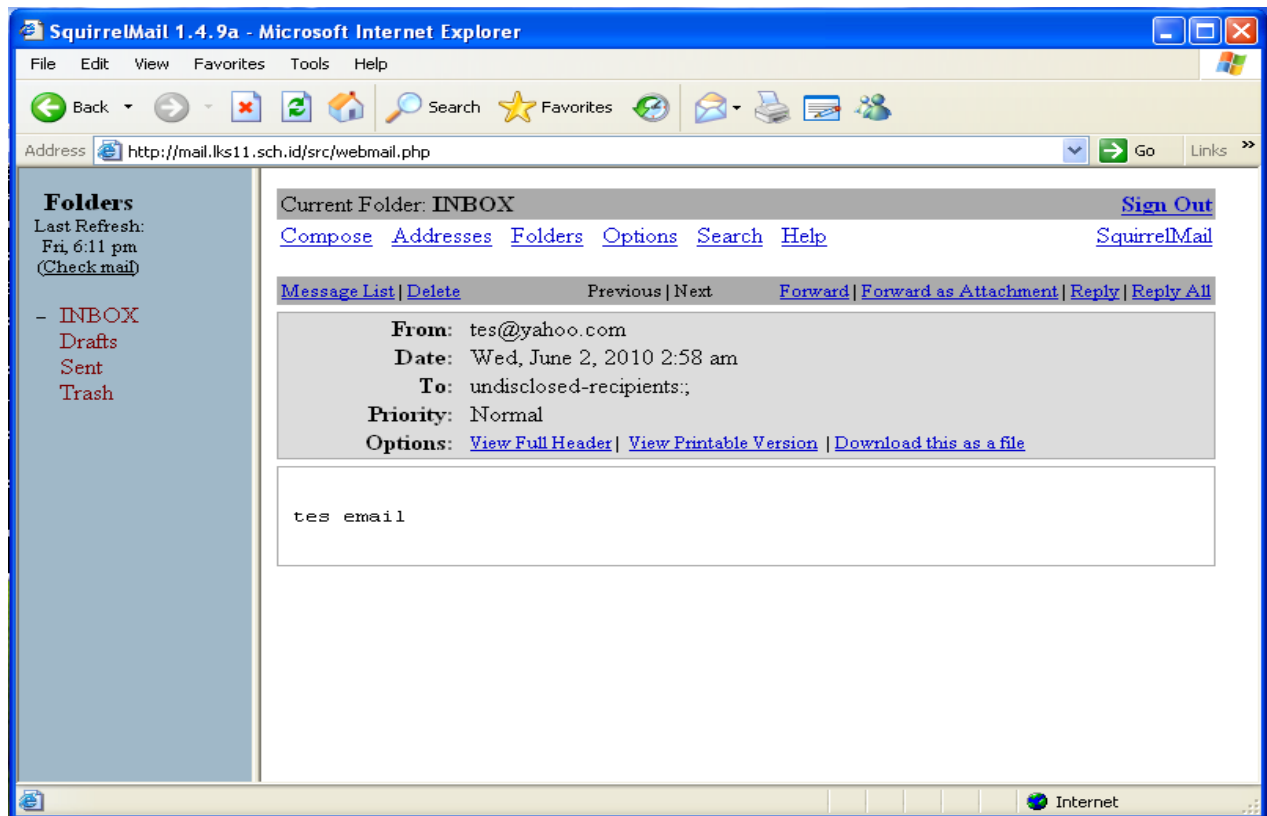 SquirrelMail 1.4.9a - Microsoft Internet Explorer
File Edit View Favorites Tools Help
Back Search Favorites
Address http://mail.lks11.sch.id/src/webmail.php Go Links »
Folders
Last Refresh:
Fri, 6:11 pm
(Check mail)
– INBOX
Drafts
Sent
Trash
Current Folder: INBOX Sign Out
Compose Addresses Folders Options Search Help SquirrelMail
Message List | Delete Previous | Next Forward | Forward as Attachment | Reply | Reply All
From: tes@yahoo.com
Date: Wed, June 2, 2010 2:58 am
To: undisclosed-recipients:;
Priority: Normal
Options: View Full Header | View Printable Version | Download this as a file
tes email
Internet